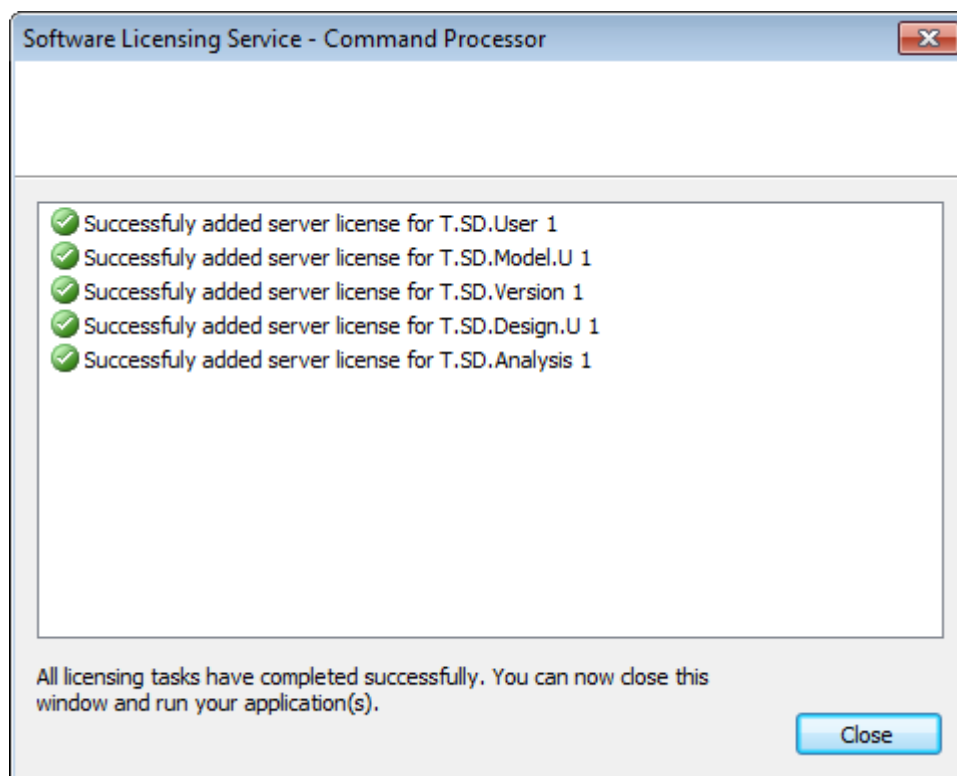 Software Licensing Service - Command Processor
Successfuly added server license for T.SD.User 1
Successfuly added server license for T.SD.Model.U 1
Successfuly added server license for T.SD.Version 1
Successfuly added server license for T.SD.Design.U 1
Successfuly added server license for T.SD.Analysis 1
All licensing tasks have completed successfully. You can now close this
window and run your application(s).
Close